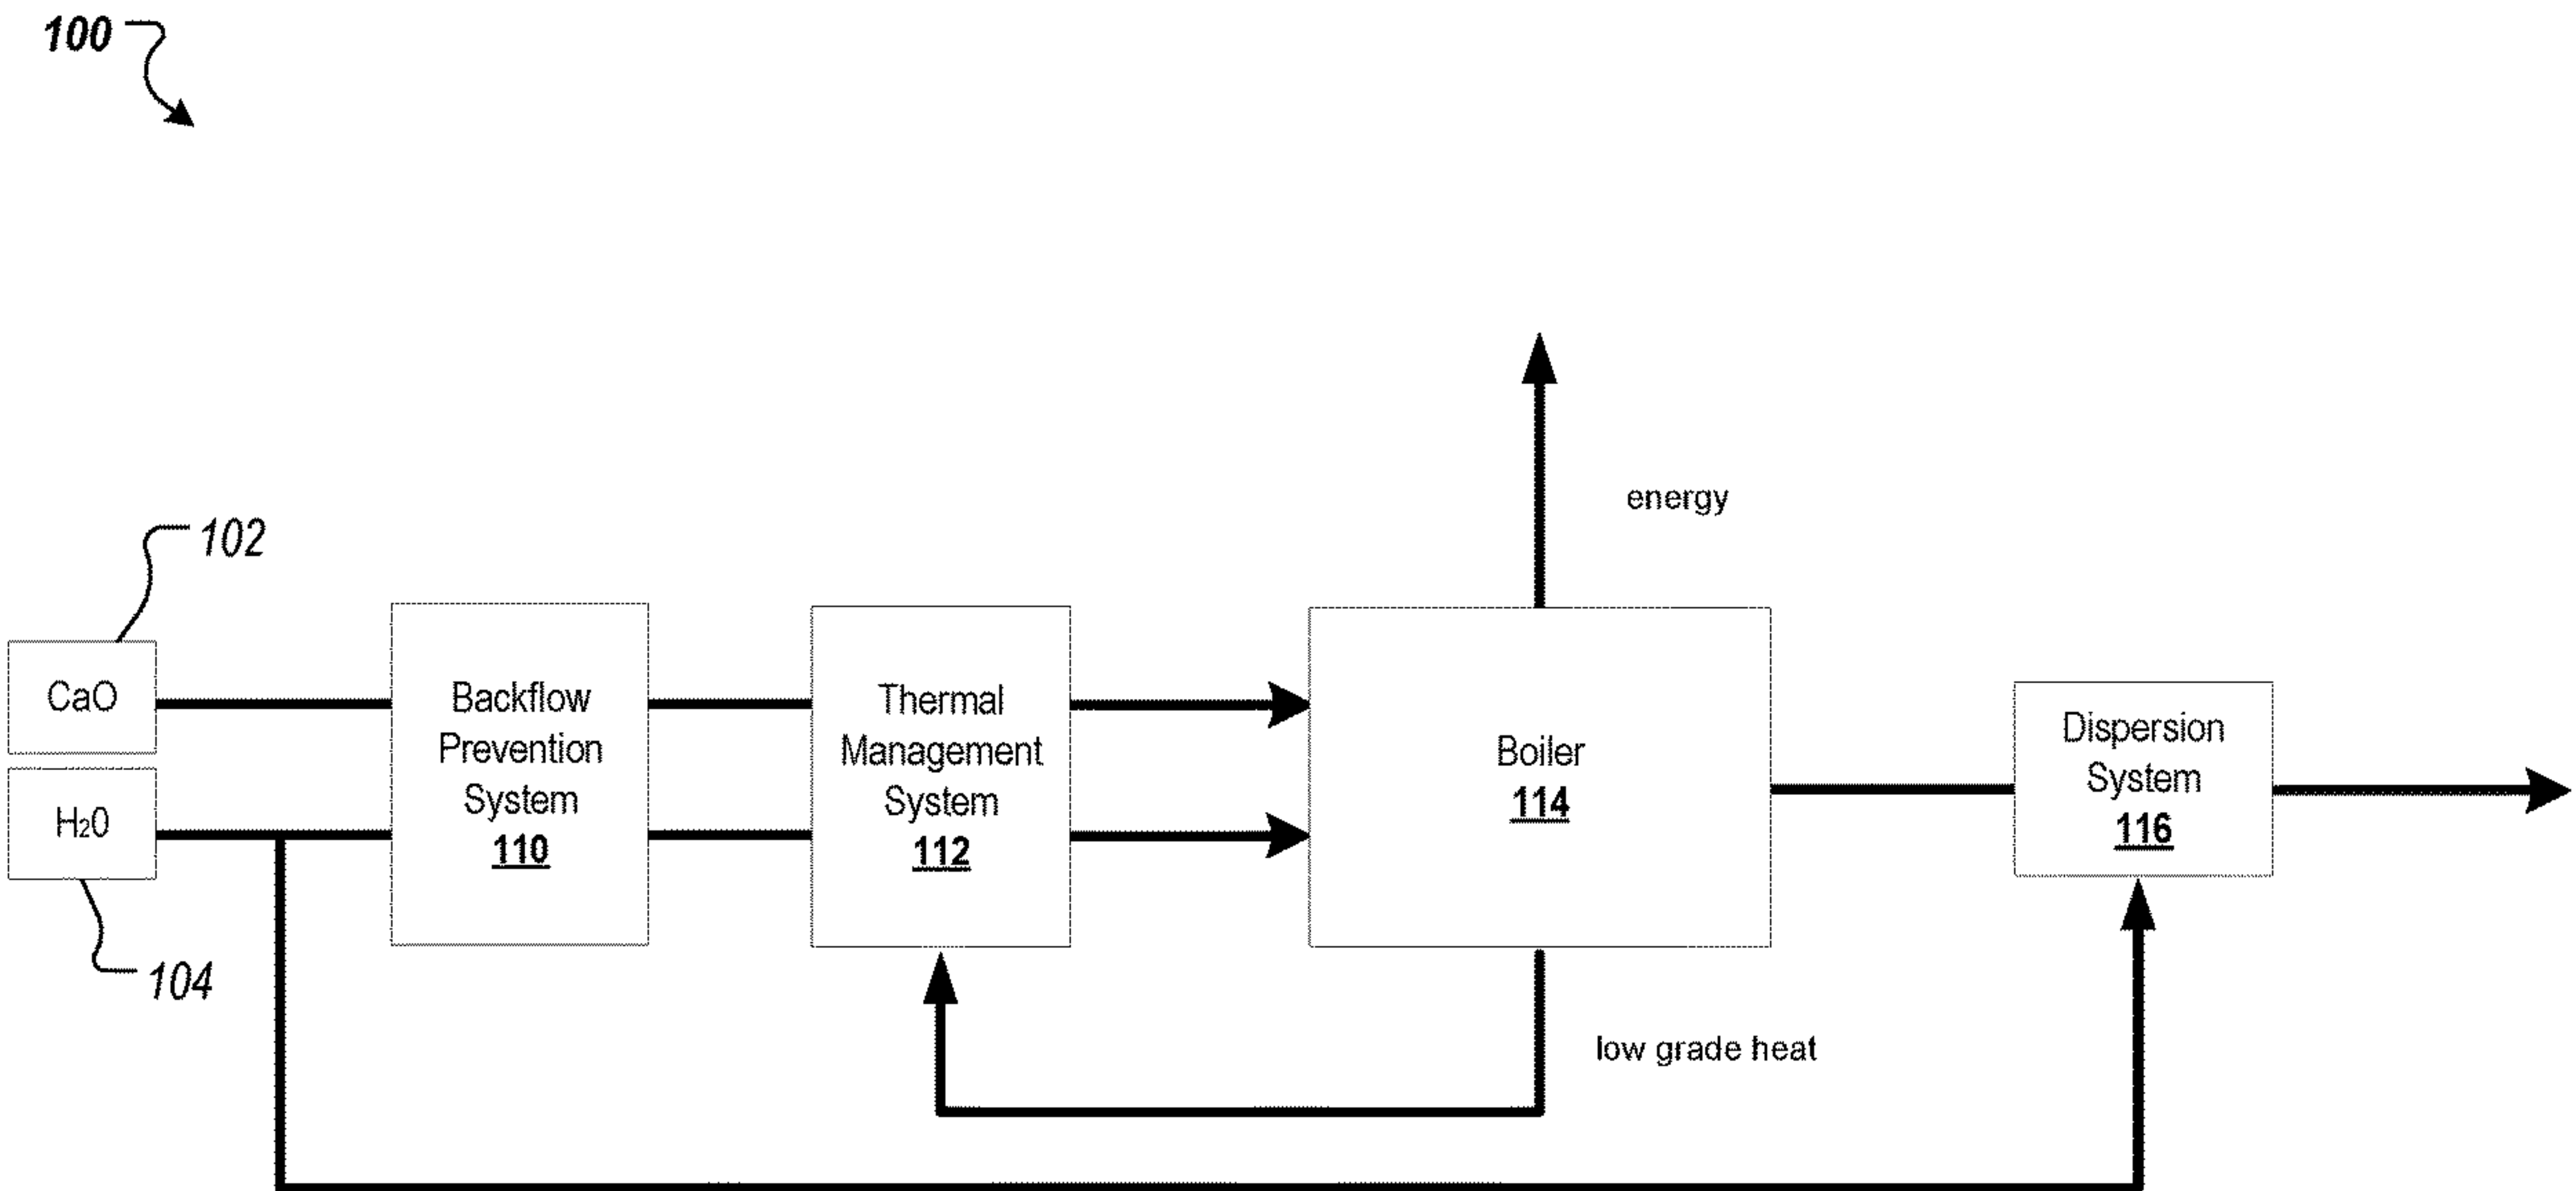 100
energy
102
CaO
H₂0
104
Backflow
Prevention
System
110
Thermal
Management
System
112
Boiler
114
Dispersion
System
116
low grade heat